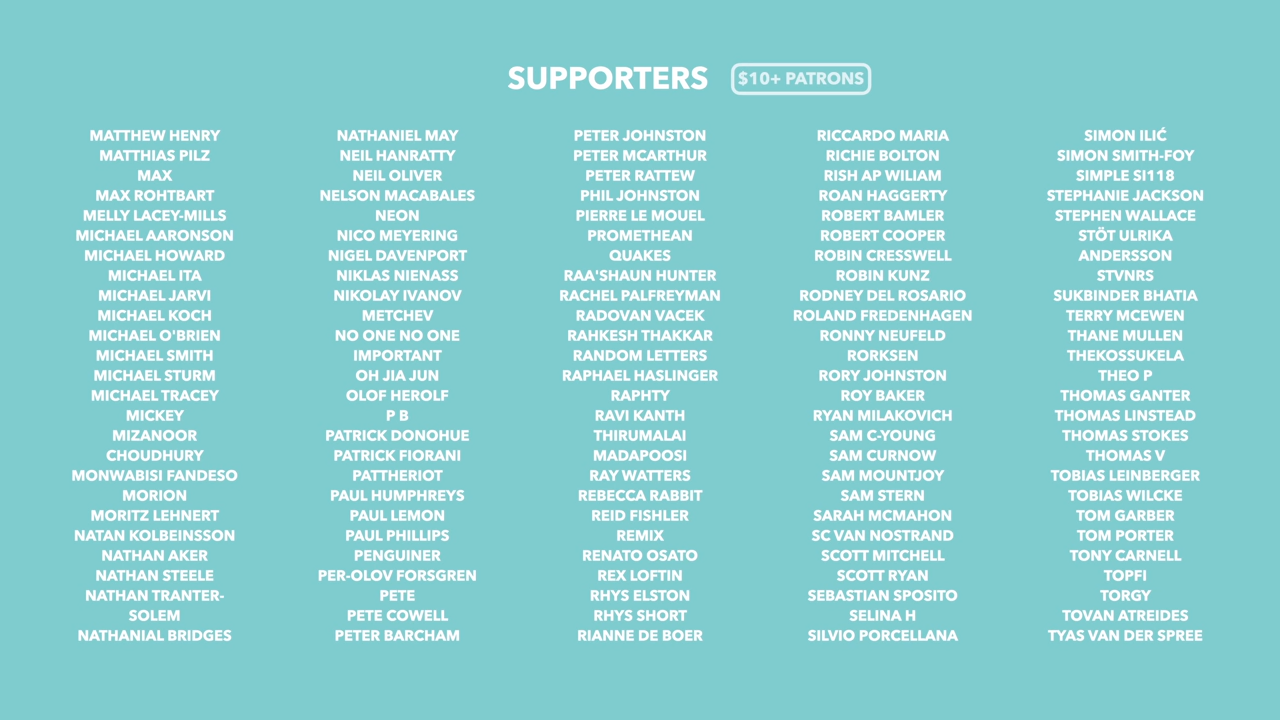 SUPPORTERS $10+ PATRONS
MATTHEW HENRY
MATTHIAS PILZ
MAX
MAX ROHTBART
MELLY LACEY-MILLS
MICHAEL AARONSON
MICHAEL HOWARD
MICHAEL ITA
MICHAEL JARVI
MICHAEL KOCH
MICHAEL O'BRIEN
MICHAEL SMITH
MICHAEL STURM
MICHAEL TRACEY
MICKEY
MIZANOOR
CHOUDHURY
MONWABISI FANDESO
MORION
MORITZ LEHNERT
NATAN KOLBEINSSON
NATHAN AKER
NATHAN STEELE
NATHAN TRANTER-
SOLEM
NATHANIAL BRIDGES
NATHANIEL MAY
NEIL HANRATTY
NEIL OLIVER
NELSON MACABALES
NEON
NICO MEYERING
NIGEL DAVENPORT
NIKLAS NIENASS
NIKOLAY IVANOV
METCHEV
NO ONE NO ONE
IMPORTANT
OH JIA JUN
OLOF HEROLF
P B
PATRICK DONOHUE
PATRICK FIORANI
PATTHERIOT
PAUL HUMPHREYS
PAUL LEMON
PAUL PHILLIPS
PENGUINER
PER-OLOV FORSGREN
PETE
PETE COWELL
PETER BARCHAM
PETER JOHNSTON
PETER MCARTHUR
PETER RATTEW
PHIL JOHNSTON
PIERRE LE MOUEL
PROMETHEAN
QUAKES
RAA'SHAUN HUNTER
RACHEL PALFREYMAN
RADOVAN VACEK
RAHKESH THAKKAR
RANDOM LETTERS
RAPHAEL HASLINGER
RAPHTY
RAVI KANTH
THIRUMALAI
MADAPOOSI
RAY WATTERS
REBECCA RABBIT
REID FISHLER
REMIX
RENATO OSATO
REX LOFTIN
RHYS ELSTON
RHYS SHORT
RIANNE DE BOER
RICCARDO MARIA
RICHIE BOLTON
RISH AP WILIAM
ROAN HAGGERTY
ROBERT BAMLER
ROBERT COOPER
ROBIN CRESSWELL
ROBIN KUNZ
RODNEY DEL ROSARIO
ROLAND FREDENHAGEN
RONNY NEUFELD
RORKSEN
RORY JOHNSTON
ROY BAKER
RYAN MILAKOVICH
SAM C-YOUNG
SAM CURNOW
SAM MOUNTJOY
SAM STERN
SARAH MCMAHON
SC VAN NOSTRAND
SCOTT MITCHELL
SCOTT RYAN
SEBASTIAN SPOSITO
SELINA H
SILVIO PORCELLANA
SIMON ILIĆ
SIMON SMITH-FOY
SIMPLE SI118
STEPHANIE JACKSON
STEPHEN WALLACE
STÖT ULRIKA
ANDERSSON
STVNRS
SUKBINDER BHATIA
TERRY MCEWEN
THANE MULLEN
THEKOSSUKELA
THEO P
THOMAS GANTER
THOMAS LINSTEAD
THOMAS STOKES
THOMAS V
TOBIAS LEINBERGER
TOBIAS WILCKE
TOM GARBER
TOM PORTER
TONY CARNELL
TOPFI
TORGY
TOVAN ATREIDES
TYAS VAN DER SPREE